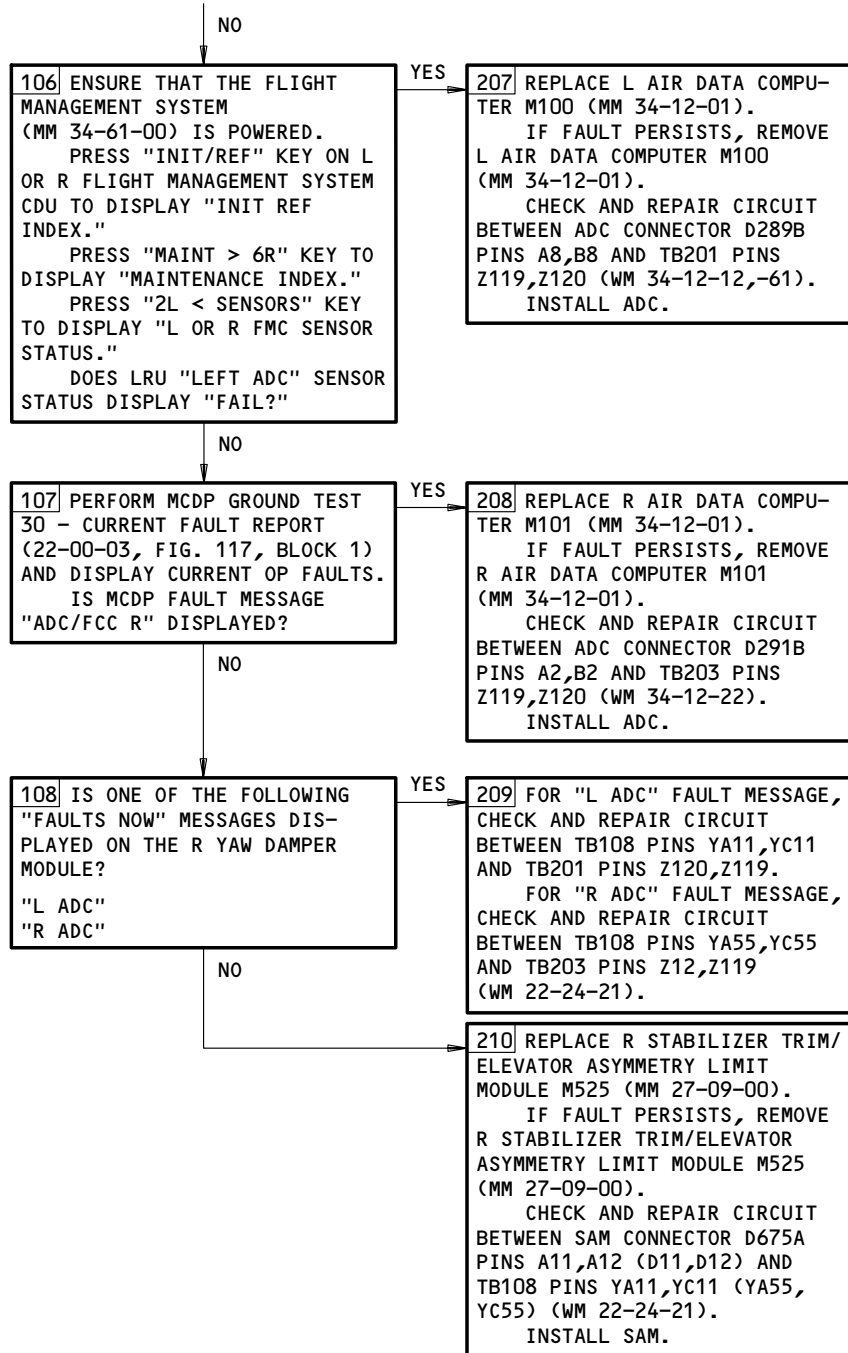 NO
106 ENSURE THAT THE FLIGHT
MANAGEMENT SYSTEM
(MM 34-61-00) IS POWERED.
PRESS "INIT/REF" KEY ON L
OR R FLIGHT MANAGEMENT SYSTEM
CDU TO DISPLAY "INIT REF
INDEX."
PRESS "MAINT > 6R" KEY TO
DISPLAY "MAINTENANCE INDEX."
PRESS "2L < SENSORS" KEY
TO DISPLAY "L OR R FMC SENSOR
STATUS."
DOES LRU "LEFT ADC" SENSOR
STATUS DISPLAY "FAIL?"
YES
207 REPLACE L AIR DATA COMPU-
TER M100 (MM 34-12-01).
IF FAULT PERSISTS, REMOVE
L AIR DATA COMPUTER M100
(MM 34-12-01).
CHECK AND REPAIR CIRCUIT
BETWEEN ADC CONNECTOR D289B
PINS A8,B8 AND TB201 PINS
Z119,Z120 (WM 34-12-12,-61).
INSTALL ADC.
NO
107 PERFORM MCDP GROUND TEST
30 - CURRENT FAULT REPORT
(22-00-03, FIG. 117, BLOCK 1)
AND DISPLAY CURRENT OP FAULTS.
IS MCDP FAULT MESSAGE
"ADC/FCC R" DISPLAYED?
YES
208 REPLACE R AIR DATA COMPU-
TER M101 (MM 34-12-01).
IF FAULT PERSISTS, REMOVE
R AIR DATA COMPUTER M101
(MM 34-12-01).
CHECK AND REPAIR CIRCUIT
BETWEEN ADC CONNECTOR D291B
PINS A2,B2 AND TB203 PINS
Z119,Z120 (WM 34-12-22).
INSTALL ADC.
NO
108 IS ONE OF THE FOLLOWING
"FAULTS NOW" MESSAGES DIS-
PLAYED ON THE R YAW DAMPER
MODULE?
"L ADC"
"R ADC"
YES
209 FOR "L ADC" FAULT MESSAGE,
CHECK AND REPAIR CIRCUIT
BETWEEN TB108 PINS YA11,YC11
AND TB201 PINS Z120,Z119.
FOR "R ADC" FAULT MESSAGE,
CHECK AND REPAIR CIRCUIT
BETWEEN TB108 PINS YA55,YC55
AND TB203 PINS Z12,Z119
(WM 22-24-21).
NO
210 REPLACE R STABILIZER TRIM/
ELEVATOR ASYMMETRY LIMIT
MODULE M525 (MM 27-09-00).
IF FAULT PERSISTS, REMOVE
R STABILIZER TRIM/ELEVATOR
ASYMMETRY LIMIT MODULE M525
(MM 27-09-00).
CHECK AND REPAIR CIRCUIT
BETWEEN SAM CONNECTOR D675A
PINS A11,A12 (D11,D12) AND
TB108 PINS YA11,YC11 (YA55,
YC55) (WM 22-24-21).
INSTALL SAM.